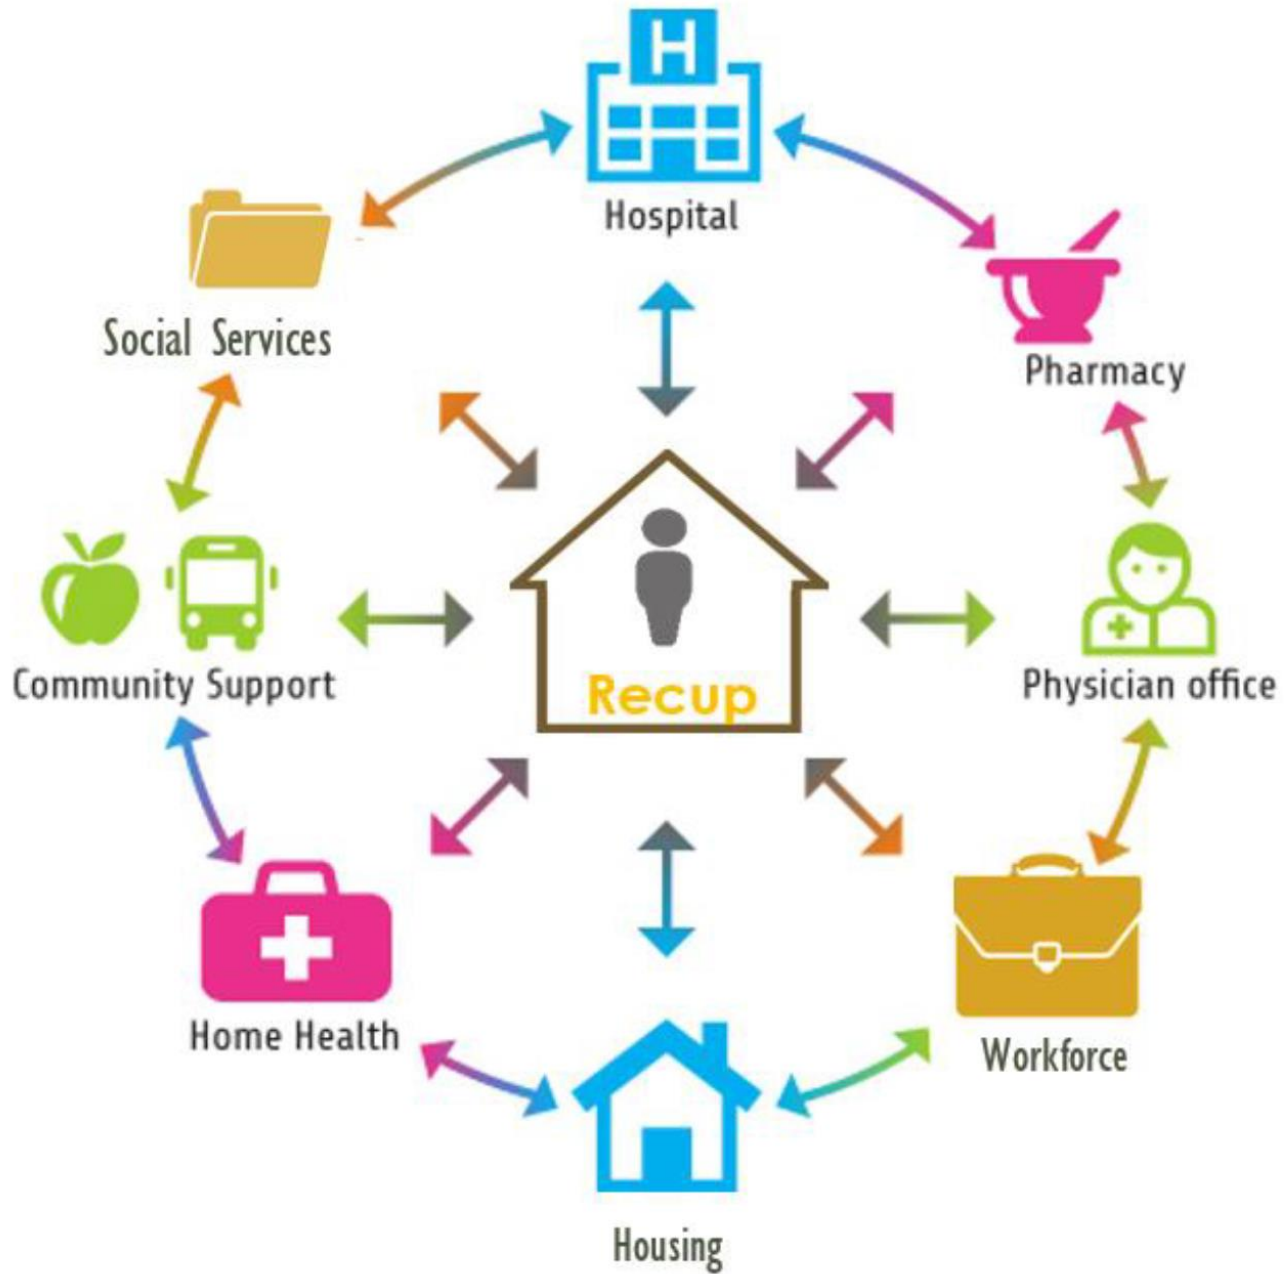 H
Hospital
Social Services
Pharmacy
Recup
Community Support
Physician office
Home Health
Workforce
Housing